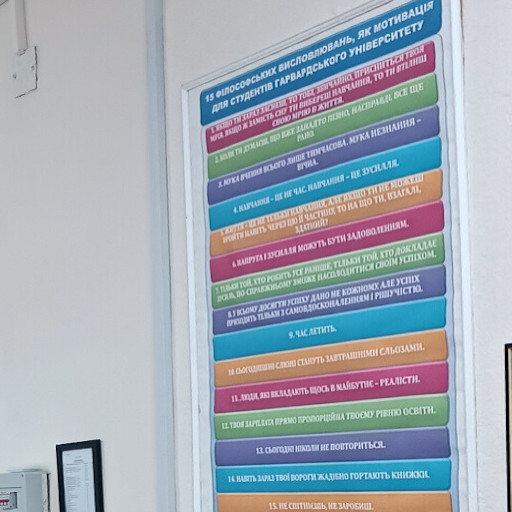 15 ФІЛОСОФСЬКИХ ВИСЛОВЛЮВАНЬ, ЯК МОТИВАЦІЯ
ДЛЯ СТУДЕНТІВ ГАРВАРДСЬКОГО УНІВЕРСИТЕТУ
1. ЯКЩО ТИ ЗАРАЗ ЗАСНЕШ, ТО ТОБІ, ЗВИЧАЙНО, ПРИСНИТЬСЯ ТВОЯ
МРІЯ. ЯКЩО Ж ЗАМІСТЬ СНУ ТИ ВИБЕРЕШ НАВЧАННЯ, ТО ТИ ВТІЛИШ
СВОЮ МРІЮ В ЖИТТЯ.
2. КОЛИ ТИ ДУМАЄШ, ЩО ВЖЕ ЗАНАДТО ПІЗНО, НАСПРАВДІ, ВСЕ ЩЕ
РАНО.
3. МУКА ВЧЕННЯ ВСЬОГО ЛИШЕ ТИМЧАСОВА. МУКА НЕЗНАННЯ –
ВІЧНА.
4. НАВЧАННЯ – ЦЕ НЕ ЧАС. НАВЧАННЯ – ЦЕ ЗУСИЛЛЯ.
5. ЖИТТЯ – ЦЕ НЕ ТІЛЬКИ НАВЧАННЯ, АЛЕ ЯКЩО ТИ НЕ МОЖЕШ
ПРОЙТИ НАВІТЬ ЧЕРЕЗ ЦЮ ЇЇ ЧАСТИНУ, ТО НА ЩО ТИ, ВЗАГАЛІ,
ЗДАТНИЙ?
6. НАПРУГА І ЗУСИЛЛЯ МОЖУТЬ БУТИ ЗАДОВОЛЕННЯМ.
7. ТІЛЬКИ ТОЙ, ХТО РОБИТЬ УСЕ РАНІШЕ, ТІЛЬКИ ТОЙ, ХТО ДОКЛАДАЄ
ЗУСИЛЬ, ПО-СПРАВЖНЬОМУ ЗМОЖЕ НАСОЛОДИТИСЯ СВОЇМ УСПІХОМ.
8. У ВСЬОМУ ДОСЯГТИ УСПІХУ ДАНО НЕ КОЖНОМУ. АЛЕ УСПІХ
ПРИХОДИТЬ ТІЛЬКИ З САМОВДОСКОНАЛЕННЯМ І РІШУЧІСТЮ.
9. ЧАС ЛЕТИТЬ.
10. СЬОГОДНІШНІ СЛЮНІ СТАНУТЬ ЗАВТРАШНІМИ СЛЬОЗАМИ.
11. ЛЮДИ, ЯКІ ВКЛАДАЮТЬ ЩОСЬ В МАЙБУТНЄ – РЕАЛІСТИ.
12. ТВОЯ ЗАРПЛАТА ПРЯМО ПРОПОРЦІЙНА ТВОЄМУ РІВНЮ ОСВІТИ.
13. СЬОГОДНІ НІКОЛИ НЕ ПОВТОРИТЬСЯ.
14. НАВІТЬ ЗАРАЗ ТВОЇ ВОРОГИ ЖАДІБНО ГОРТАЮТЬ КНИЖКИ.
15. НЕ СПІТНІЄШ, НЕ ЗАРОБИШ.